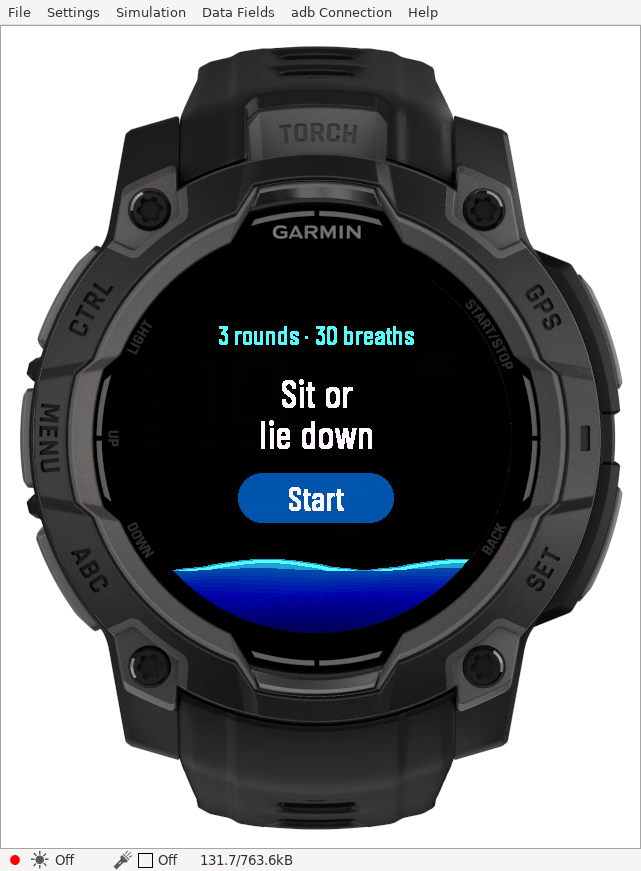 File Settings Simulation Data Fields adb Connection Help
TORCH
GARMIN
CTRL
GPS
LIGHT
START/STOP
3 rounds · 30 breaths
Sit or
lie down
MENU
UP
Start
DOWN
BACK
ABC
SET
Off Off 131.7/763.6kB